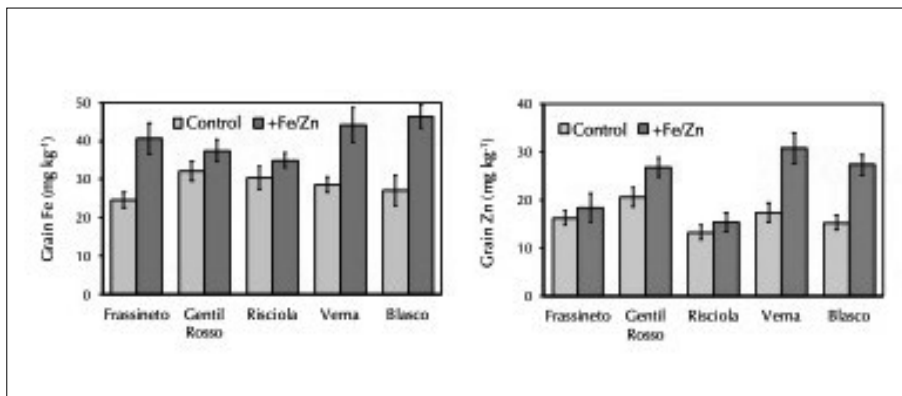 Grain Fe (mg kg⁻¹)
50
40
30
20
10
0
Control +Fe/Zn
Frassineto Gentil Rosso Risciola Verna Blasco
Grain Zn (mg kg⁻¹)
40
30
20
10
0
Control +Fe/Zn
Frassineto Gentil Rosso Risciola Verna Blasco